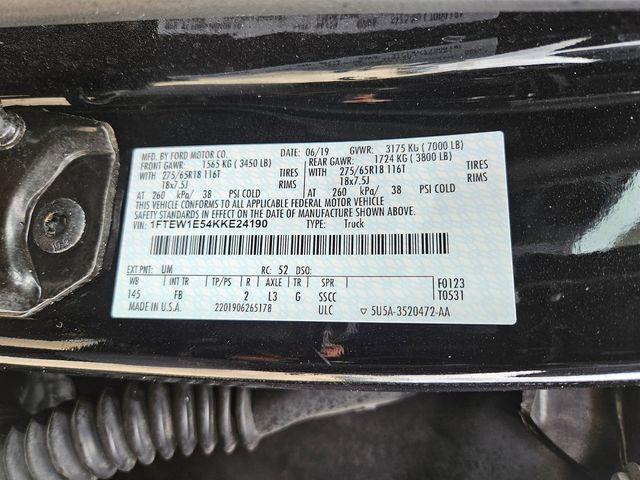 MFD. BY FORD MOTOR CO. DATE: 06/19 GVWR: 3175 KG ( 7000 LB)
FRONT GAWR: 1565 KG ( 3450 LB) REAR GAWR: 1724 KG ( 3800 LB)
WITH 275/65R18 116T TIRES WITH 275/65R18 116T TIRES
18x7.5J RIMS 18x7.5J RIMS
AT 260 kPa/ 38 PSI COLD AT 260 kPa/ 38 PSI COLD
THIS VEHICLE CONFORMS TO ALL APPLICABLE FEDERAL MOTOR VEHICLE
SAFETY STANDARDS IN EFFECT ON THE DATE OF MANUFACTURE SHOWN ABOVE.
VIN: 1FTEW1E54KKE24190 TYPE: Truck
EXT PNT: UM RC: 52 DSO:
WB TP/PS R AXLE TR SPR F0123
145 FB 2 L3 G SSCC T0531
MADE IN U.S.A. 2201906265178 ULC 5U5A-3520472-AA